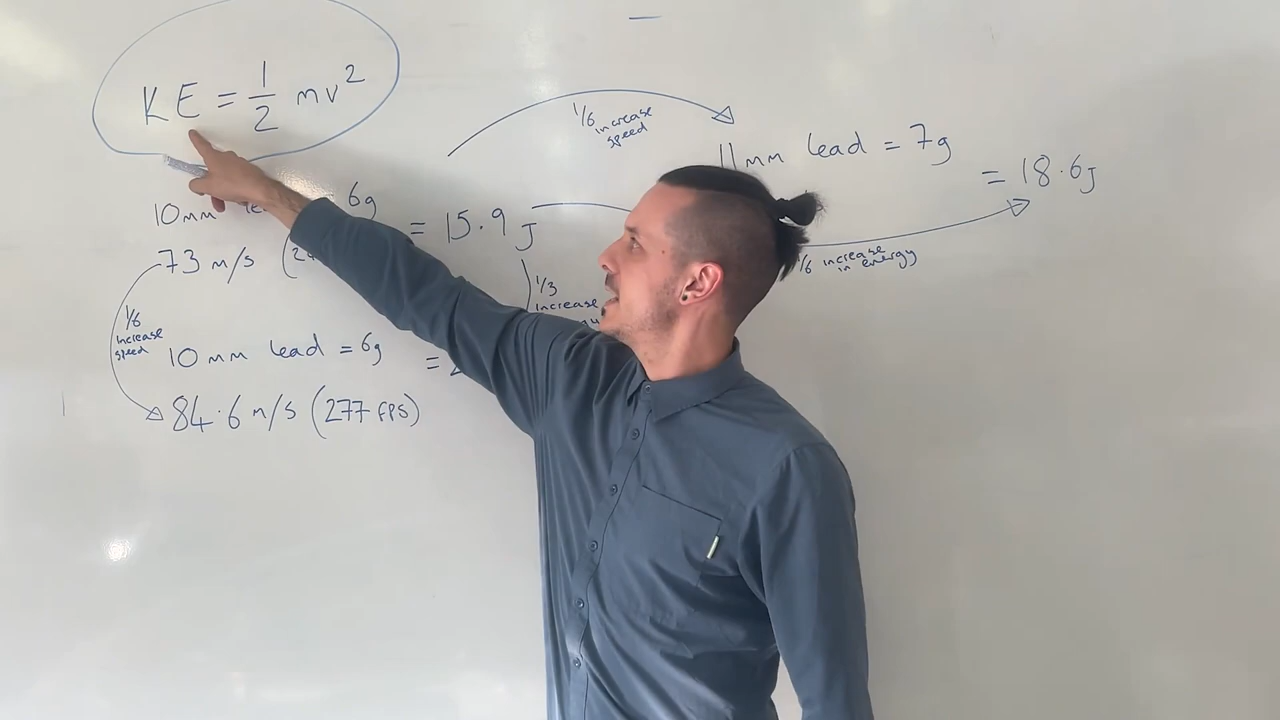 KE = 1/2 mv²
1/6 increase speed
11mm lead = 7g
= 18.6J
10mm 6g
= 15.9J
73 m/s
1/6 increase in energy
1/3 increase
1/6 increase speed
10mm lead = 6g
=
84.6 m/s (277 fps)